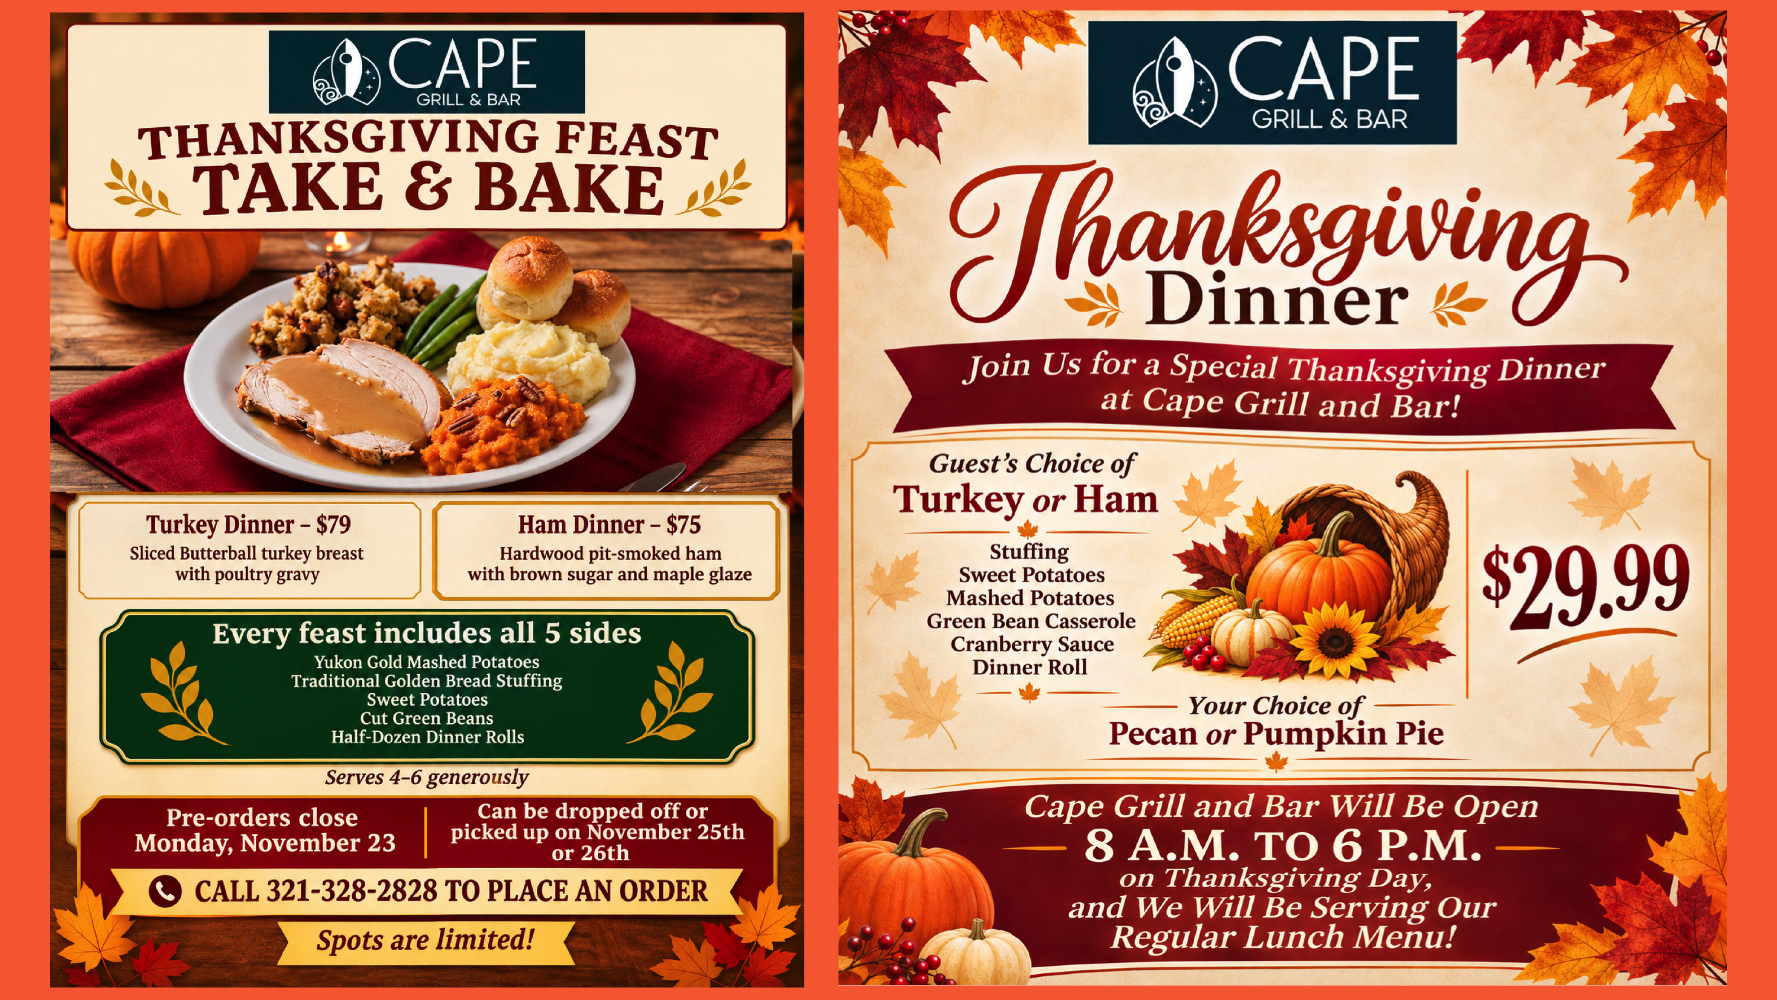 CAPE
GRILL & BAR
THANKSGIVING FEAST
TAKE & BAKE
Turkey Dinner – $79
Sliced Butterball turkey breast
with poultry gravy
Ham Dinner – $75
Hardwood pit-smoked ham
with brown sugar and maple glaze
Every feast includes all 5 sides
Yukon Gold Mashed Potatoes
Traditional Golden Bread Stuffing
Sweet Potatoes
Cut Green Beans
Half-Dozen Dinner Rolls
Serves 4–6 generously
Pre-orders close
Monday, November 23
Can be dropped off or
picked up on November 25th
or 26th
CALL 321-328-2828 TO PLACE AN ORDER
Spots are limited!
CAPE
GRILL & BAR
Thanksgiving
Dinner
Join Us for a Special Thanksgiving Dinner
at Cape Grill and Bar!
Guest's Choice of
Turkey or Ham
Stuffing
Sweet Potatoes
Mashed Potatoes
Green Bean Casserole
Cranberry Sauce
Dinner Roll
$29.99
Your Choice of
Pecan or Pumpkin Pie
Cape Grill and Bar Will Be Open
8 A.M. TO 6 P.M.
on Thanksgiving Day,
and We Will Be Serving Our
Regular Lunch Menu!